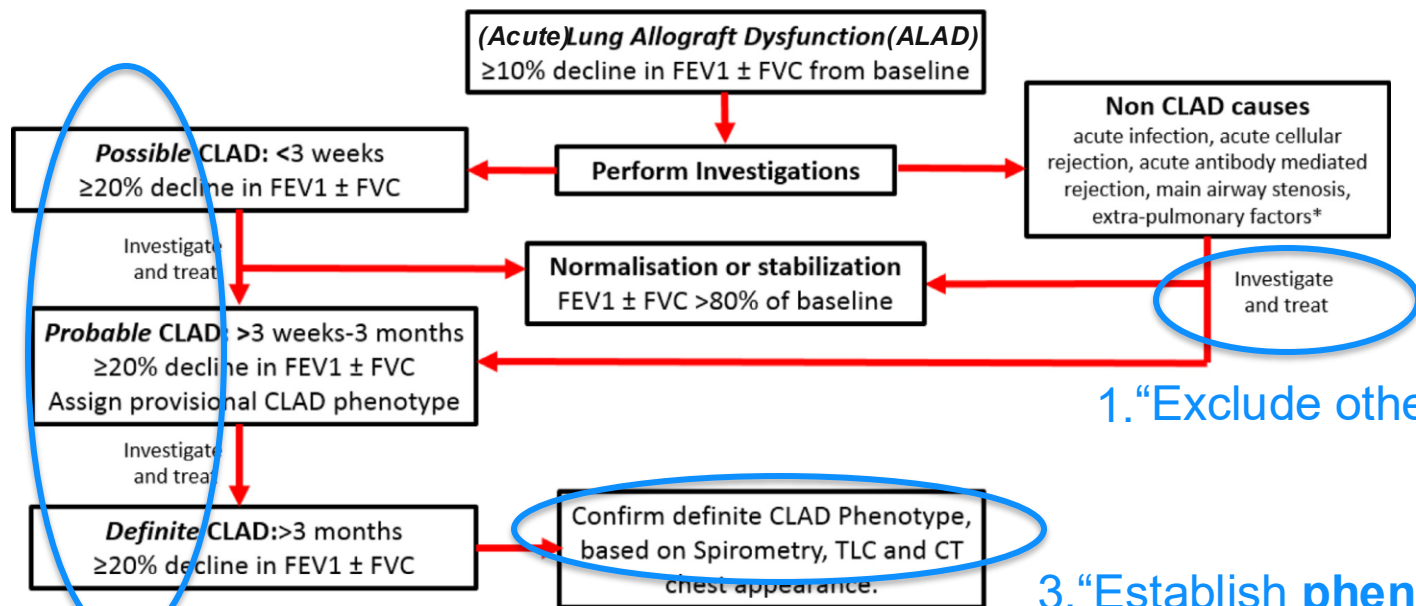 (Acute)Lung Allograft Dysfunction(ALAD)
≥10% decline in FEV1 ± FVC from baseline
Non CLAD causes
acute infection, acute cellular
rejection, acute antibody mediated
rejection, main airway stenosis,
extra-pulmonary factors*
Possible CLAD: <3 weeks
≥20% decline in FEV1 ± FVC
Perform Investigations
Investigate
and treat
Normalisation or stabilization
FEV1 ± FVC >80% of baseline
Investigate
and treat
Probable CLAD: >3 weeks-3 months
≥20% decline in FEV1 ± FVC
Assign provisional CLAD phenotype
1.“Exclude othe
Investigate
and treat
Definite CLAD:>3 months
≥20% decline in FEV1 ± FVC
Confirm definite CLAD Phenotype,
based on Spirometry, TLC and CT
chest appearance.
3.“Establish phen